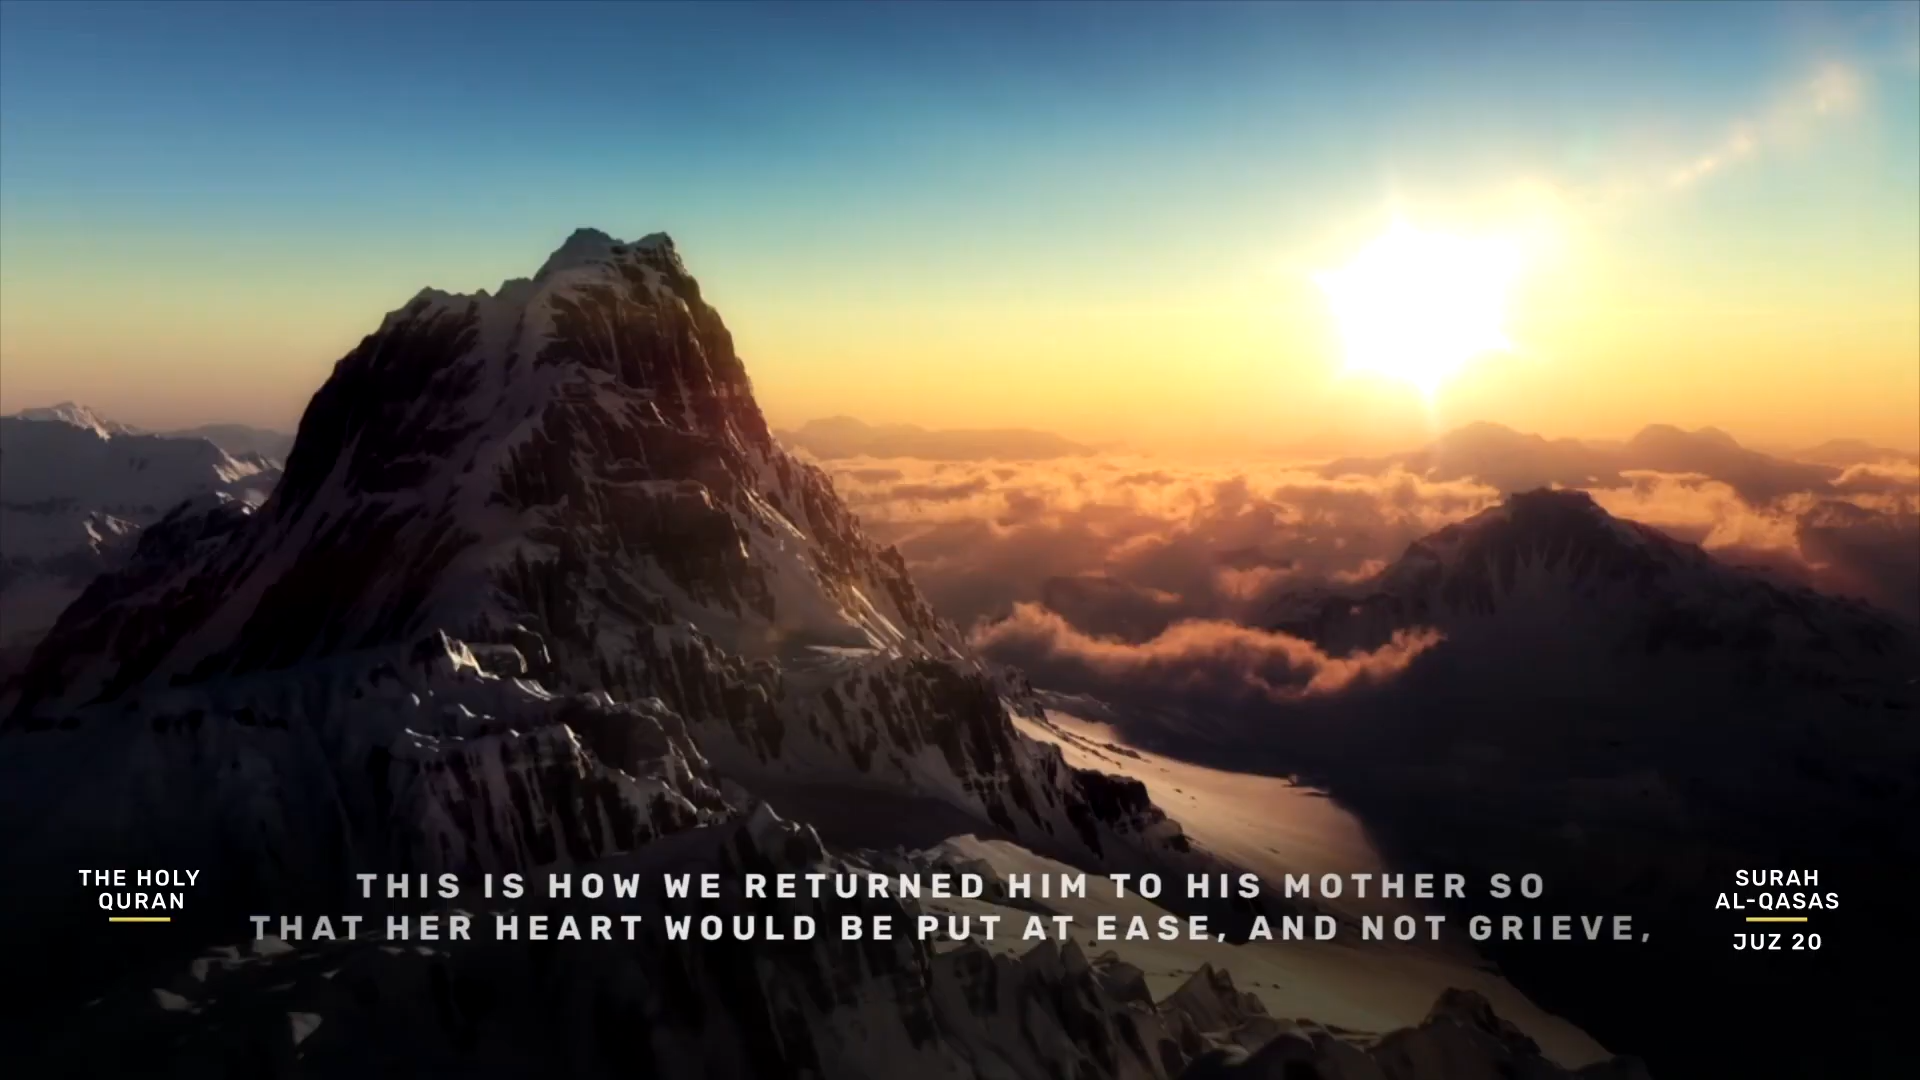 THE HOLY
QURAN
THIS IS HOW WE RETURNED HIM TO HIS MOTHER SO
THAT HER HEART WOULD BE PUT AT EASE, AND NOT GRIEVE,
SURAH
AL-QASAS
JUZ 20